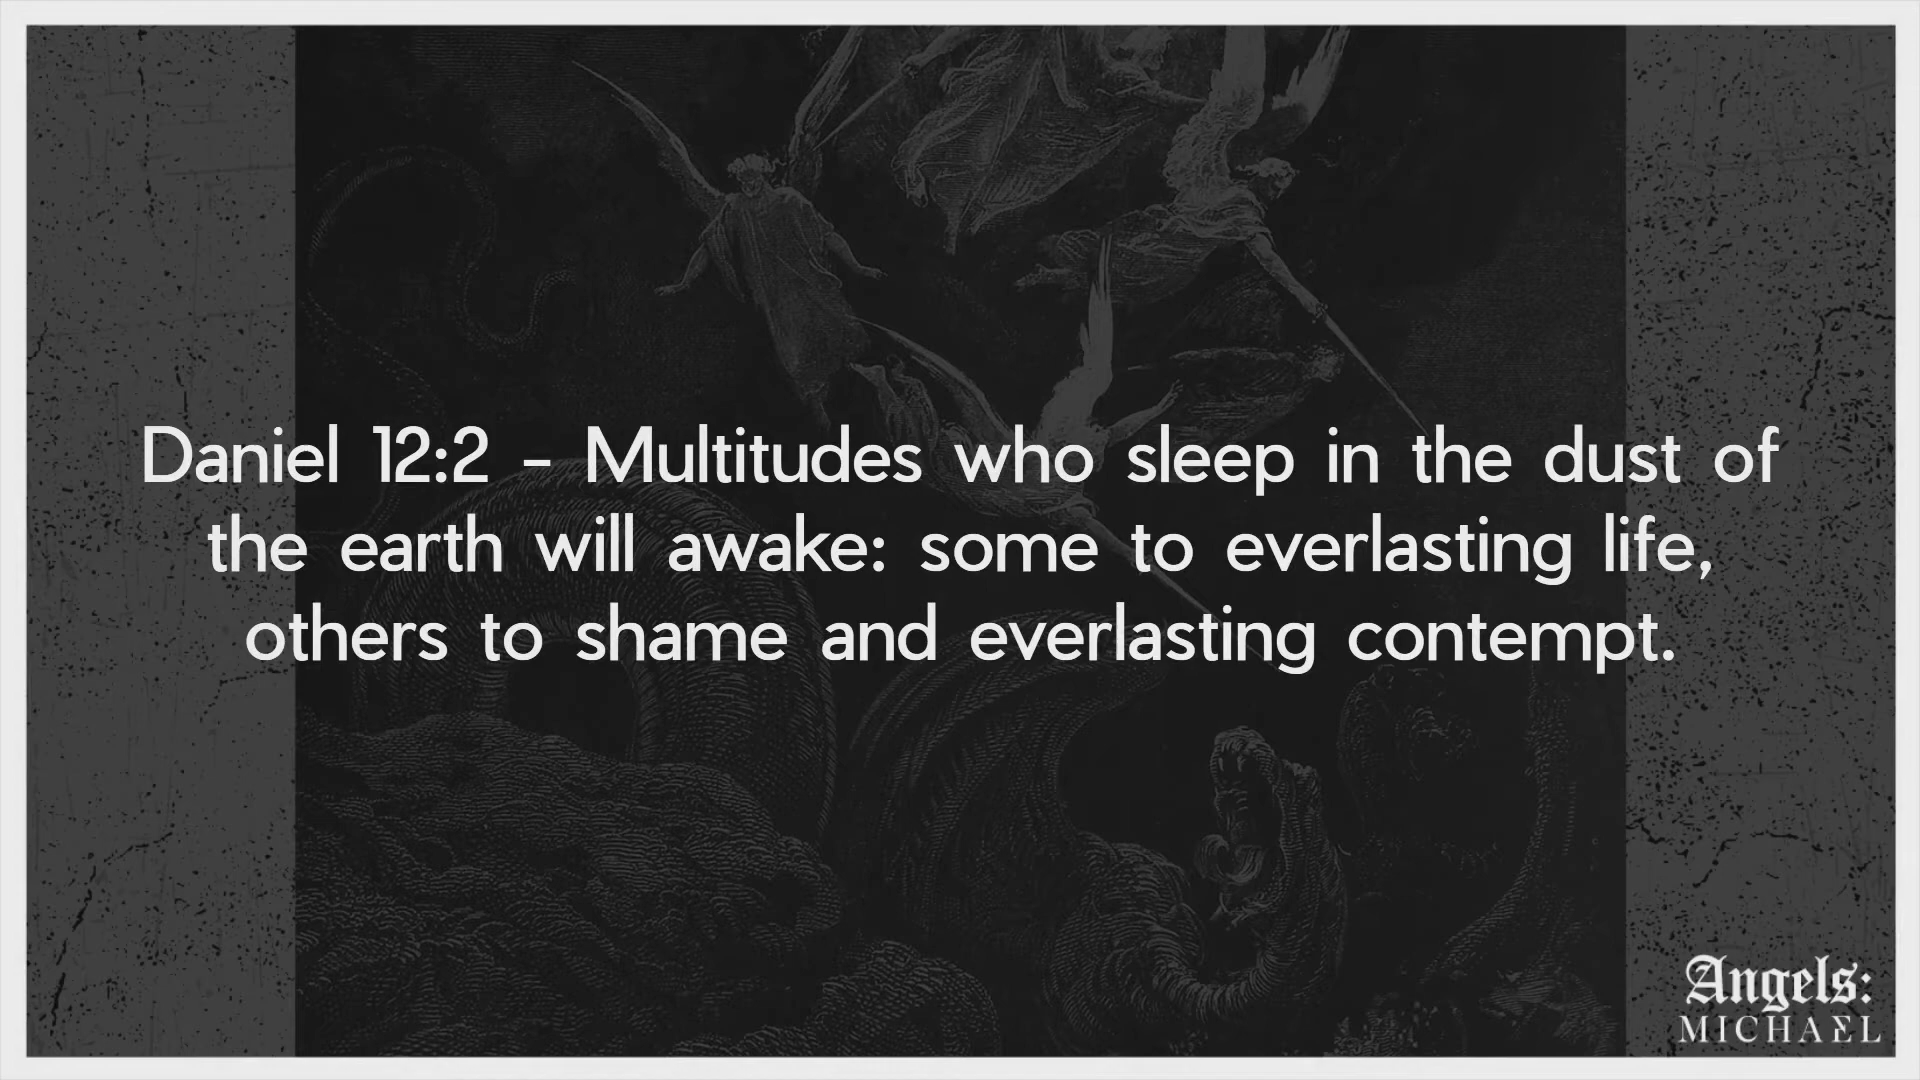 Daniel 12:2 - Multitudes who sleep in the dust of
the earth will awake: some to everlasting life,
others to shame and everlasting contempt.
Angels:
MICHAEL